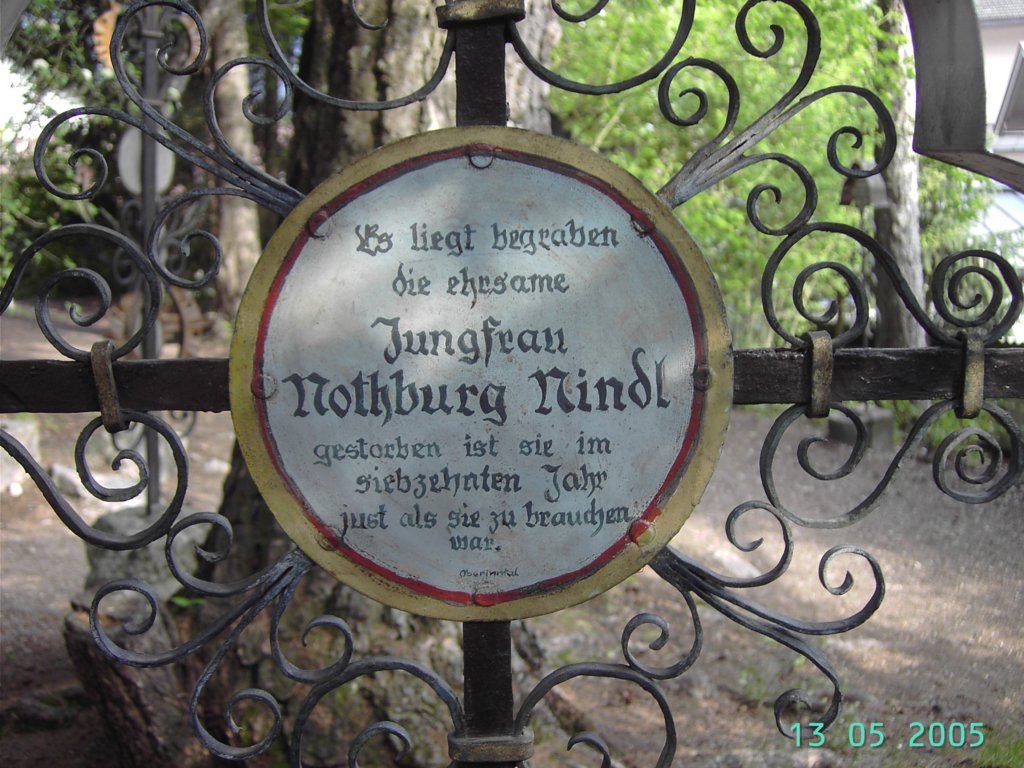 Es liegt begraben
die ehrsame
Jungfrau
Nothburg Nindl
gestorben ist sie im
siebzehnten Jahr
just als sie zu brauchen
war.
Oberinntal
13 05 2005